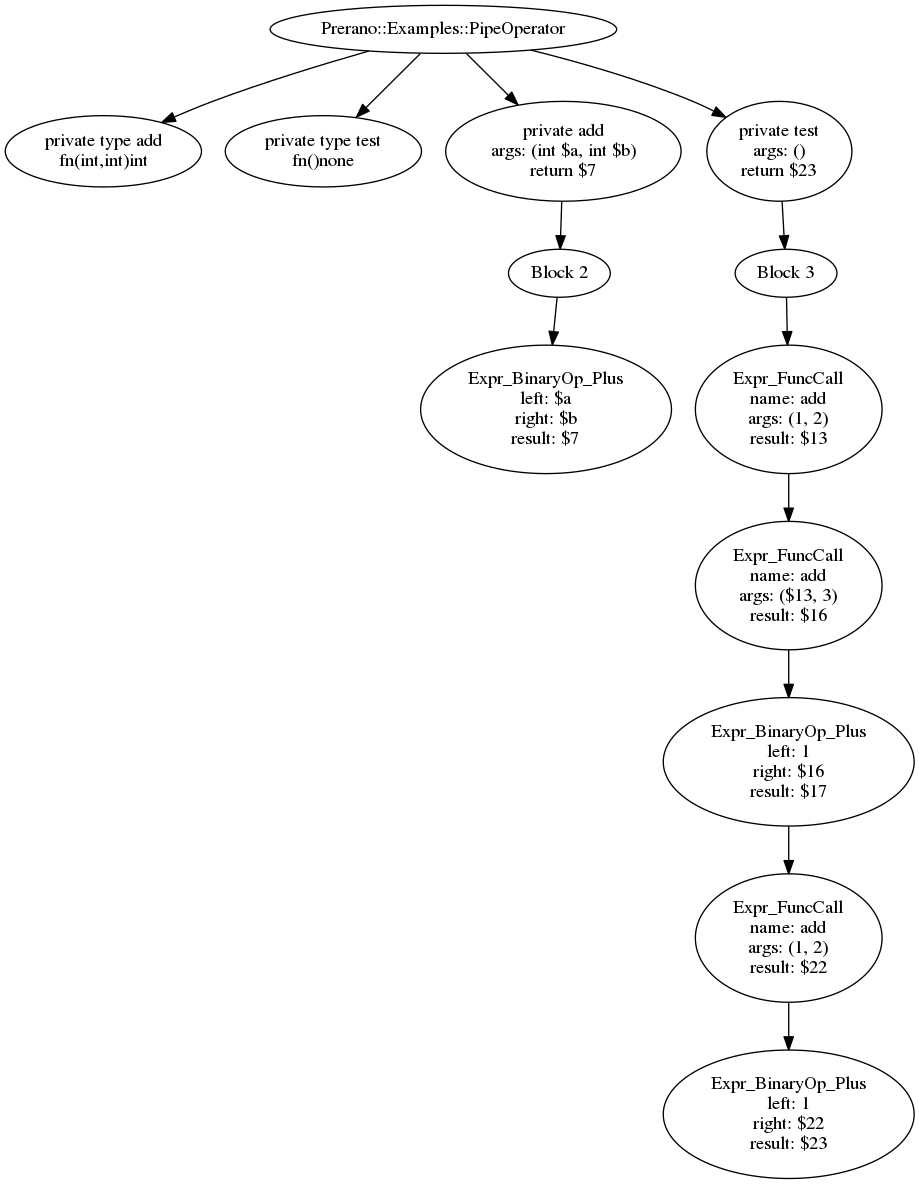 Prerano::Examples::PipeOperator
private type add
fn(int,int)int
private type test
fn()none
private add
args: (int $a, int $b)
return $7
private test
args: ()
return $23
Block 2
Block 3
Expr_BinaryOp_Plus
left: $a
right: $b
result: $7
Expr_FuncCall
name: add
args: (1, 2)
result: $13
Expr_FuncCall
name: add
args: ($13, 3)
result: $16
Expr_BinaryOp_Plus
left: 1
right: $16
result: $17
Expr_FuncCall
name: add
args: (1, 2)
result: $22
Expr_BinaryOp_Plus
left: 1
right: $22
result: $23